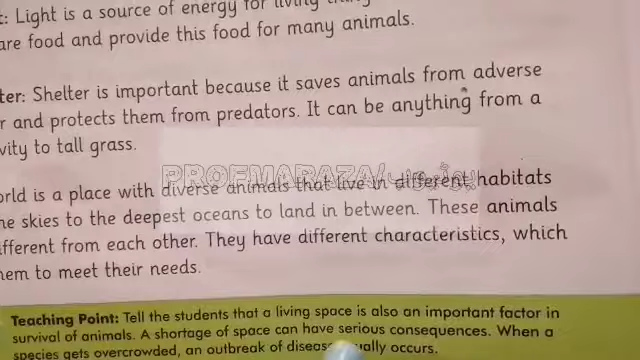 t: Light is a source of energy for living
are food and provide this food for many animals.
ter: Shelter is important because it saves animals from adverse
r and protects them from predators. It can be anything from a
vity to tall grass.
PROFMARAZA/
orld is a place with diverse animals that live in different habitats
he skies to the deepest oceans to land in between. These animals
ifferent from each other. They have different characteristics, which
hem to meet their needs.
Teaching Point: Tell the students that a living space is also an important factor in
survival of animals. A shortage of space can have serious consequences. When a
species gets overcrowded, an outbreak of diseas ually occurs.